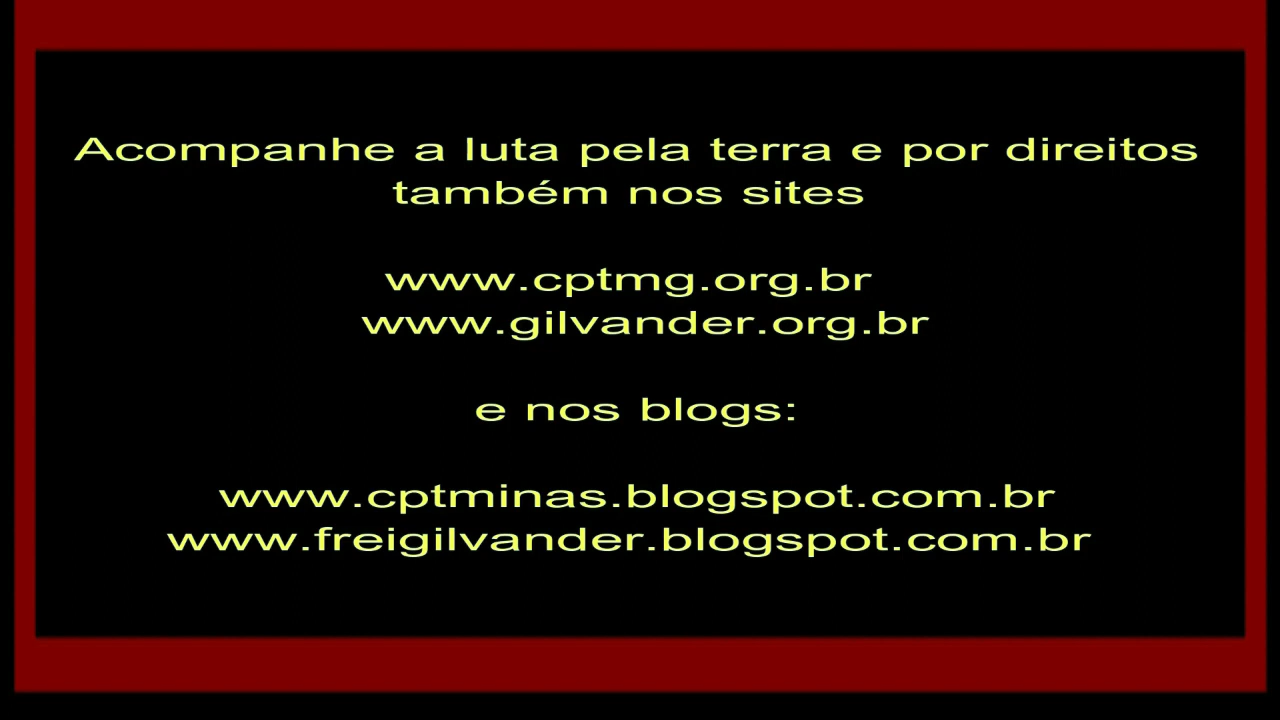 Acompanhe a luta pela terra e por direitos
também nos sites
www.cptmg.org.br
www.gilvander.org.br
e nos blogs:
www.cptminas.blogspot.com.br
www.freigilvander.blogspot.com.br